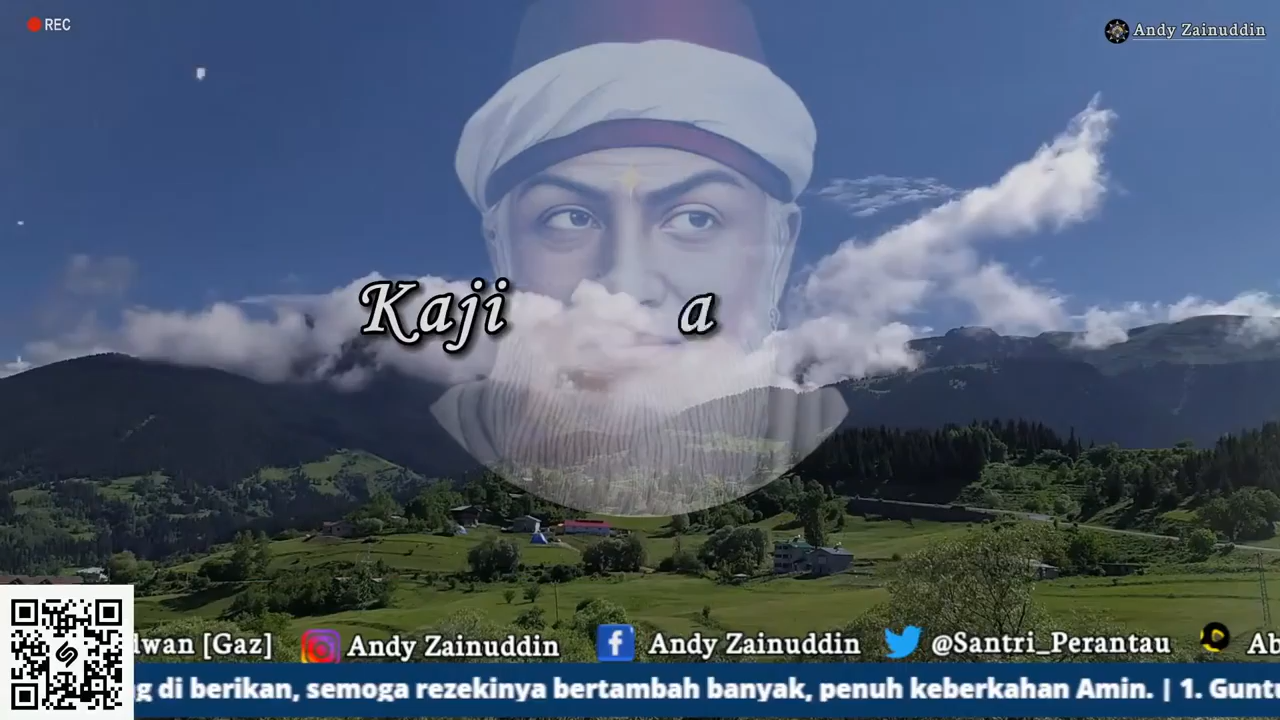 REC
Andy Zainuddin
Kaji a
dwan [Gaz] Andy Zainuddin Andy Zainuddin @Santri_Perantau Ab
g di berikan, semoga rezekinya bertambah banyak, penuh keberkahan Amin. | 1. Guntu